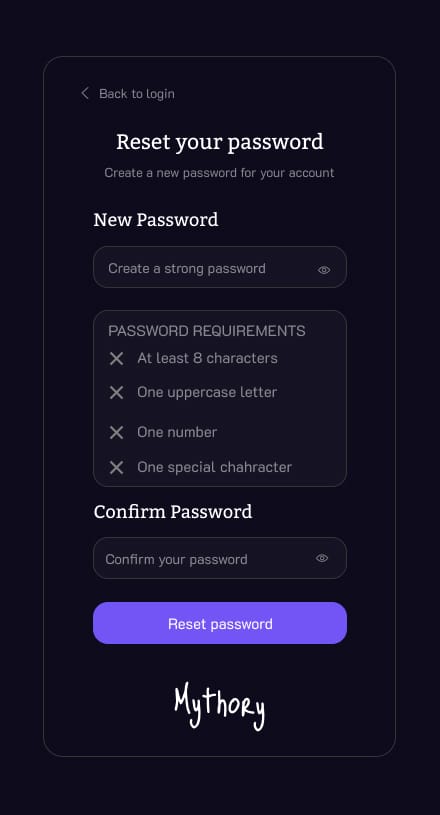 Back to login
Reset your password
Create a new password for your account
New Password
Create a strong password
PASSWORD REQUIREMENTS
At least 8 characters
One uppercase letter
One number
One special chahracter
Confirm Password
Confirm your password
Reset password
Mythory